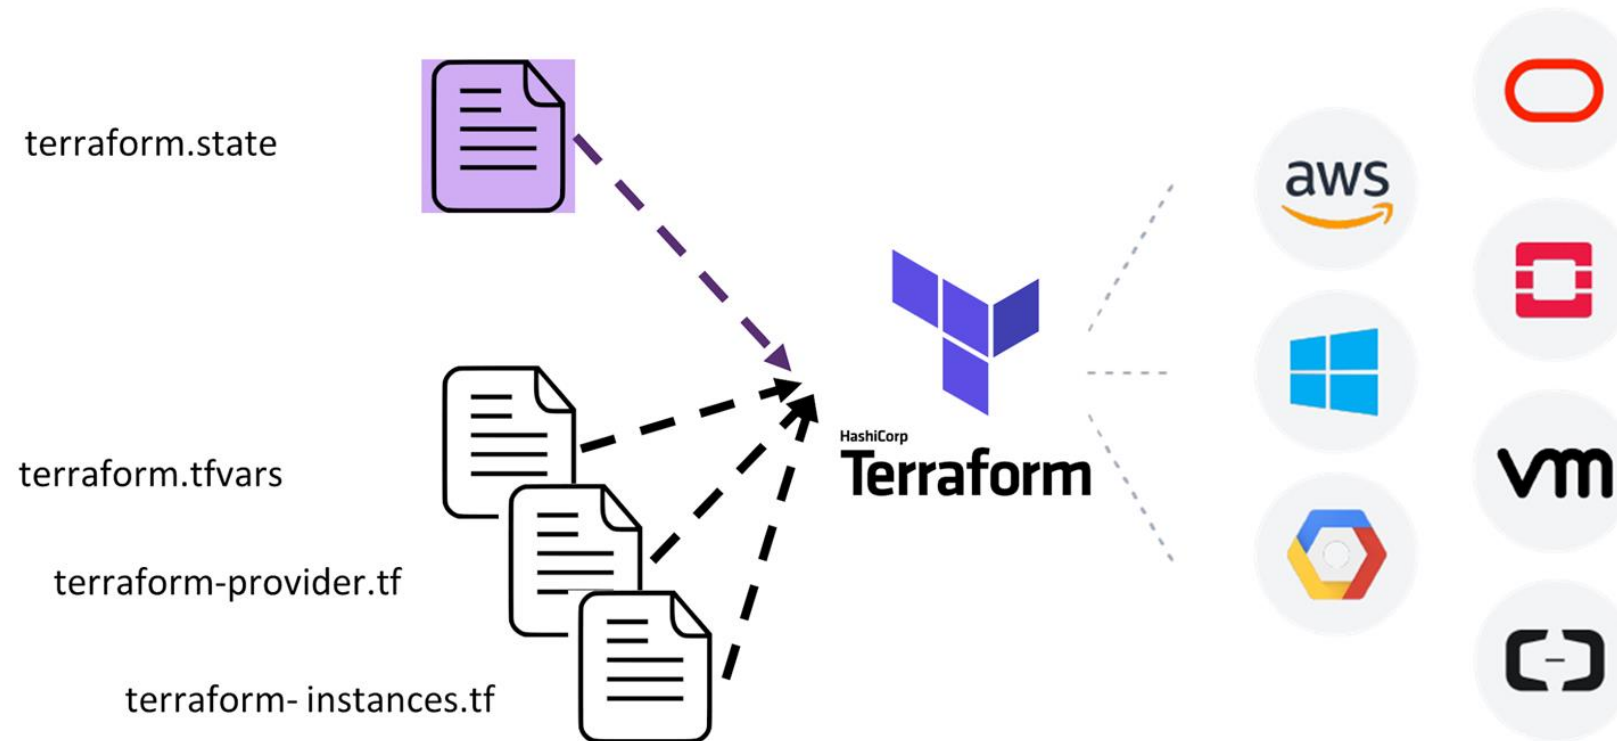 terraform.state
aws
HashiCorp
Terraform
terraform.tfvars
vm
terraform-provider.tf
terraform- instances.tf